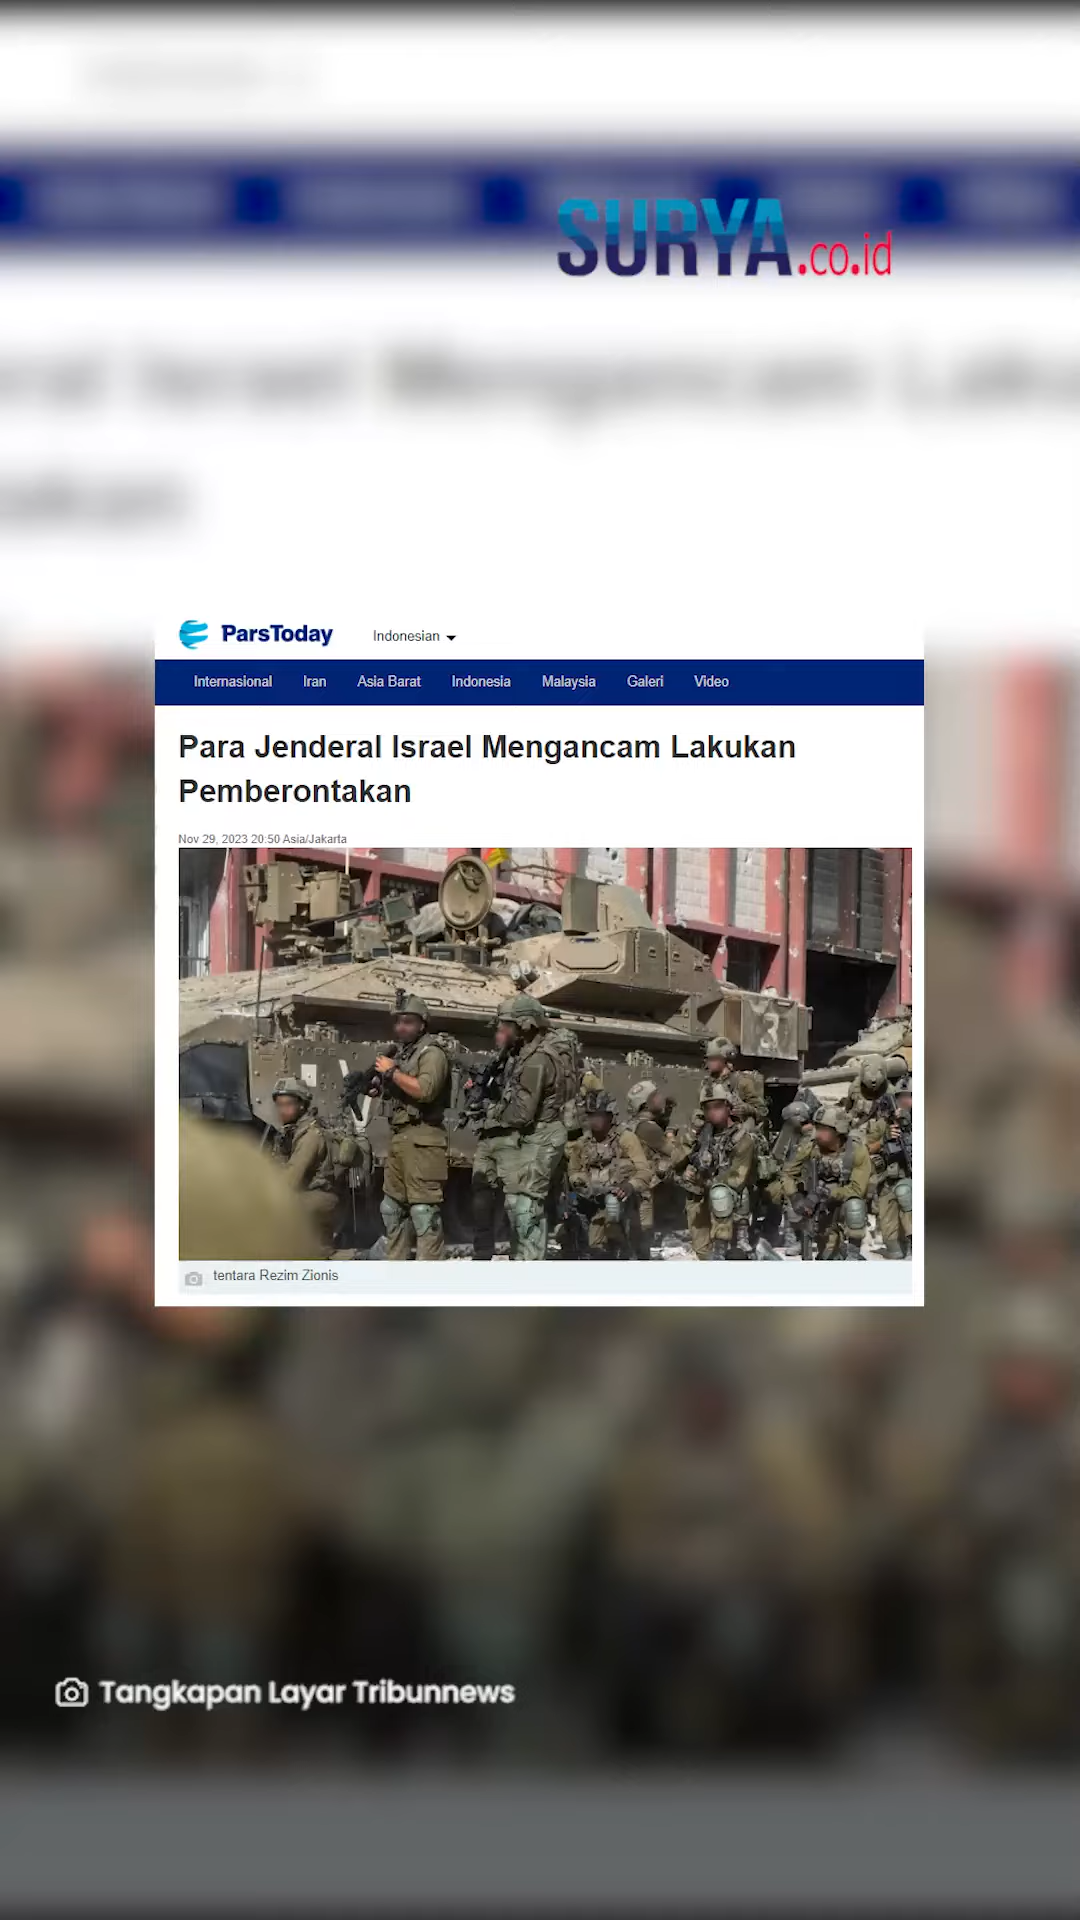 SURYA.co.id
ParsToday
Indonesian
Internasional Iran Asia Barat Indonesia Malaysia Galeri Video
Para Jenderal Israel Mengancam Lakukan
Pemberontakan
Nov 29, 2023 20:50 Asia/Jakarta
tentara Rezim Zionis
Tangkapan Layar Tribunnews